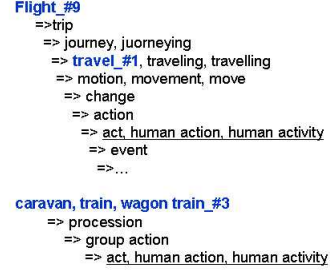 Flight_#9
=>trip
=> journey, juorneying
=> travel_#1, traveling, travelling
=> motion, movement, move
=> change
=> action
=> act, human action, human activity
=> event
=>...
caravan, train, wagon train_#3
=> procession
=> group action
=> act, human action, human activity